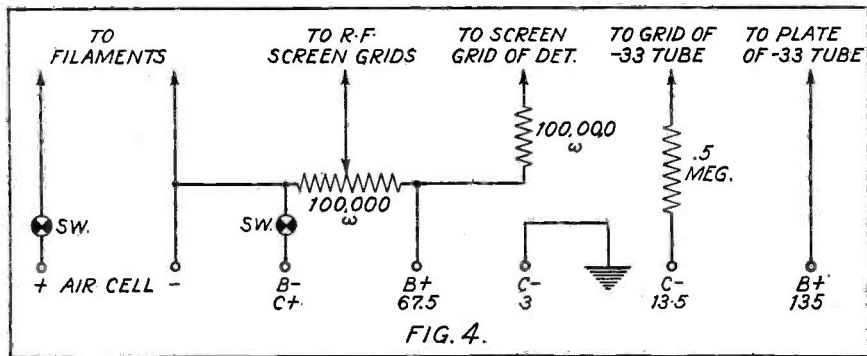 TO FILAMENTS
TO R-F SCREEN GRIDS
TO SCREEN GRID OF DET.
TO GRID OF -33 TUBE
TO PLATE OF -33 TUBE
100,000 ω
.5 MEG.
SW.
SW.
100,000 ω
+ AIR CELL -
B- C+
B+ 67.5
C- 3
C- 13.5
B+ 135
FIG. 4.